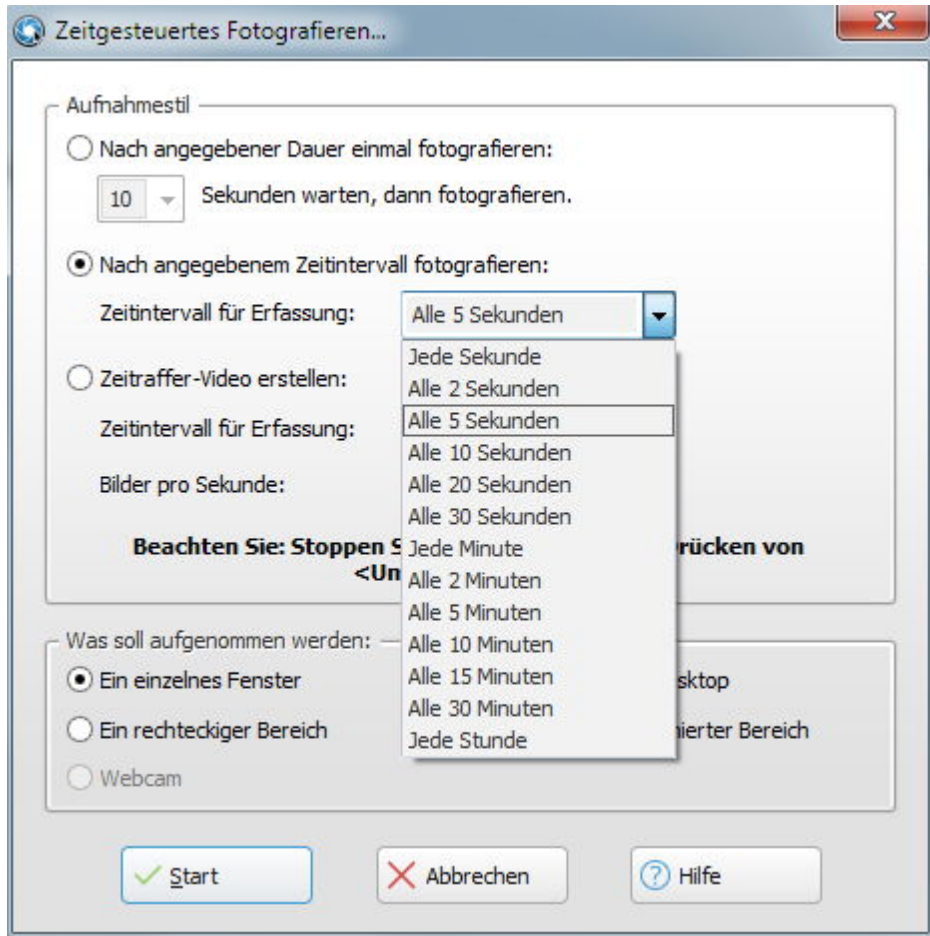 Zeitgesteuertes Fotografieren...
Aufnahmestil
Nach angegebener Dauer einmal fotografieren:
10 Sekunden warten, dann fotografieren.
Nach angegebenem Zeitintervall fotografieren:
Zeitintervall für Erfassung: Alle 5 Sekunden
Jede Sekunde
Zeitraffer-Video erstellen:
Alle 2 Sekunden
Alle 5 Sekunden
Zeitintervall für Erfassung:
Alle 10 Sekunden
Bilder pro Sekunde:
Alle 20 Sekunden
Alle 30 Sekunden
Beachten Sie: Stoppen
Jede Minute
von
Alle 2 Minuten
Alle 5 Minuten
Alle 10 Minuten
Was soll aufgenommen werden:
Alle 15 Minuten
Ein einzelnes Fenster
Alle 30 Minuten
Ein rechteckiger Bereich
Bereich
Jede Stunde
Webcam
Start Abbrechen Hilfe